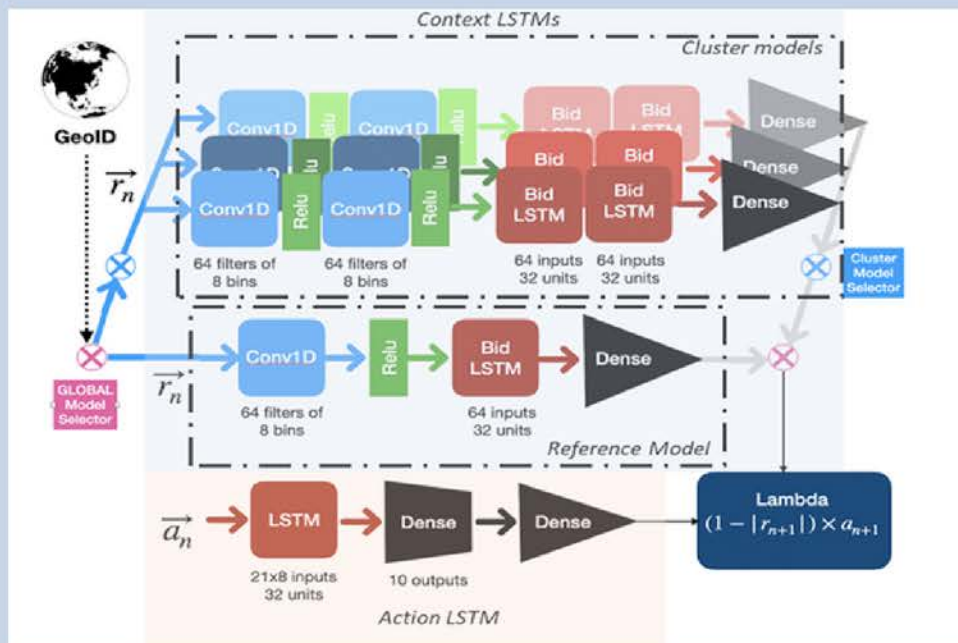 Context LSTMs
Cluster models
GeoID
Conv1D
Relu
Conv1D
Relu
Bid
LSTM
Bid
LSTM
Dense
Conv1D
Relu
Conv1D
Relu
Bid
Bid
Dense
Conv1D
Relu
Conv1D
Relu
Bid
LSTM
Bid
LSTM
Dense
r_n
64 filters of
8 bins
64 filters of
8 bins
64 inputs
32 units
64 inputs
32 units
Cluster
Model
Selector
GLOBAL
Model
Selector
r_n
Conv1D
Relu
Bid
LSTM
Dense
64 filters of
8 bins
64 inputs
32 units
Reference Model
a_n
LSTM
Dense
Dense
21x8 inputs
32 units
10 outputs
Lambda
(1 − |r_{n+1}|) × a_{n+1}
Action LSTM